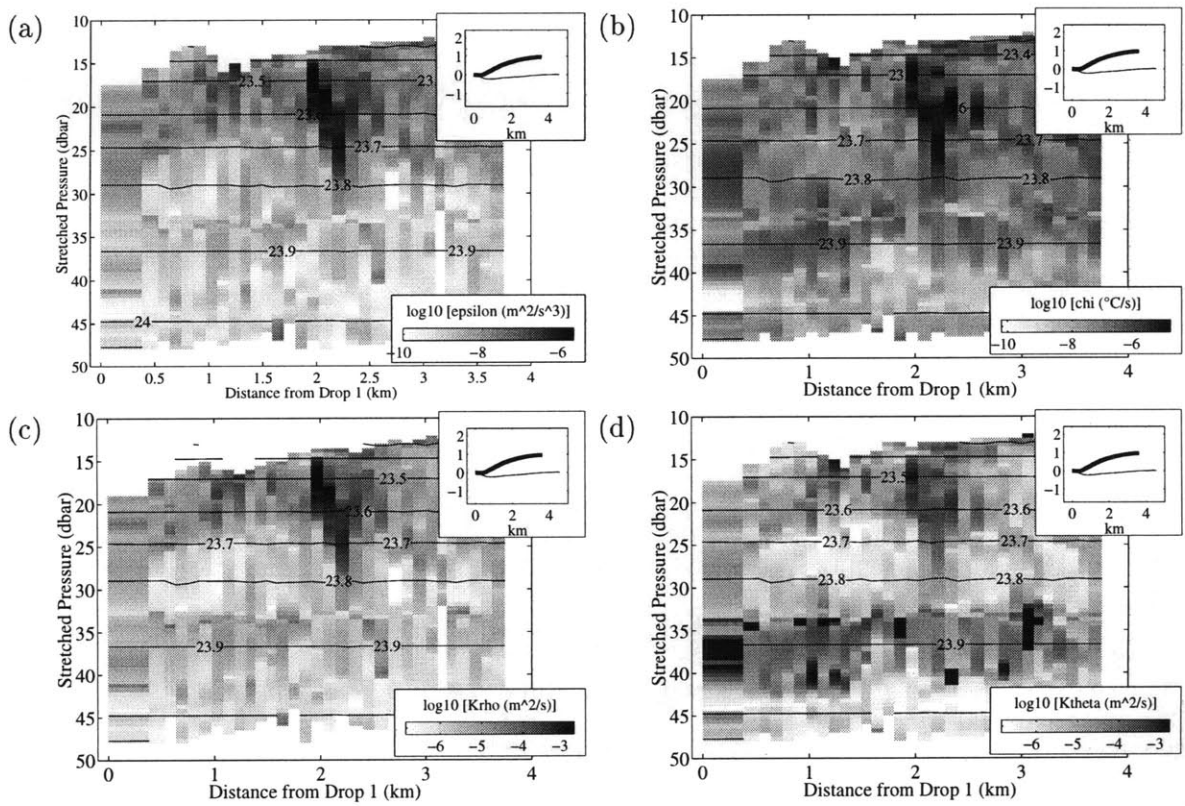 (a)
10
15
20
25
30
35
40
45
50
Stretched Pressure (dbar)
23.5
23.7
23.8
23.9
23.9
24
2
1
0
−1
0 2 4
km
log10 [epsilon (m^2/s^3)]
−10 −8 −6
0 0.5 1 1.5 2 2.5 3 3.5 4
Distance from Drop 1 (km)
(b)
10
15
20
25
30
35
40
45
50
Stretched Pressure (dbar)
23.4
23.7
23.7
23.8
23.9
23.9
2
1
0
−1
0 2 4
km
log10 [chi (°C/s)]
−10 −8 −6
0 1 2 3 4
Distance from Drop 1 (km)
(c)
10
15
20
25
30
35
40
45
50
Stretched Pressure (dbar)
23.5
23.6
23.7 23.7
23.8
23.9
2
1
0
−1
0 2 4
km
log10 [Krho (m^2/s)]
−6 −5 −4 −3
0 1 2 3 4
Distance from Drop 1 (km)
(d)
10
15
20
25
30
35
40
45
50
Stretched Pressure (dbar)
23.5
23.6
23.7 23.7
23.8 23.8
23.9
2
1
0
−1
0 2 4
km
log10 [Ktheta (m^2/s)]
−6 −5 −4 −3
0 1 2 3 4
Distance from Drop 1 (km)